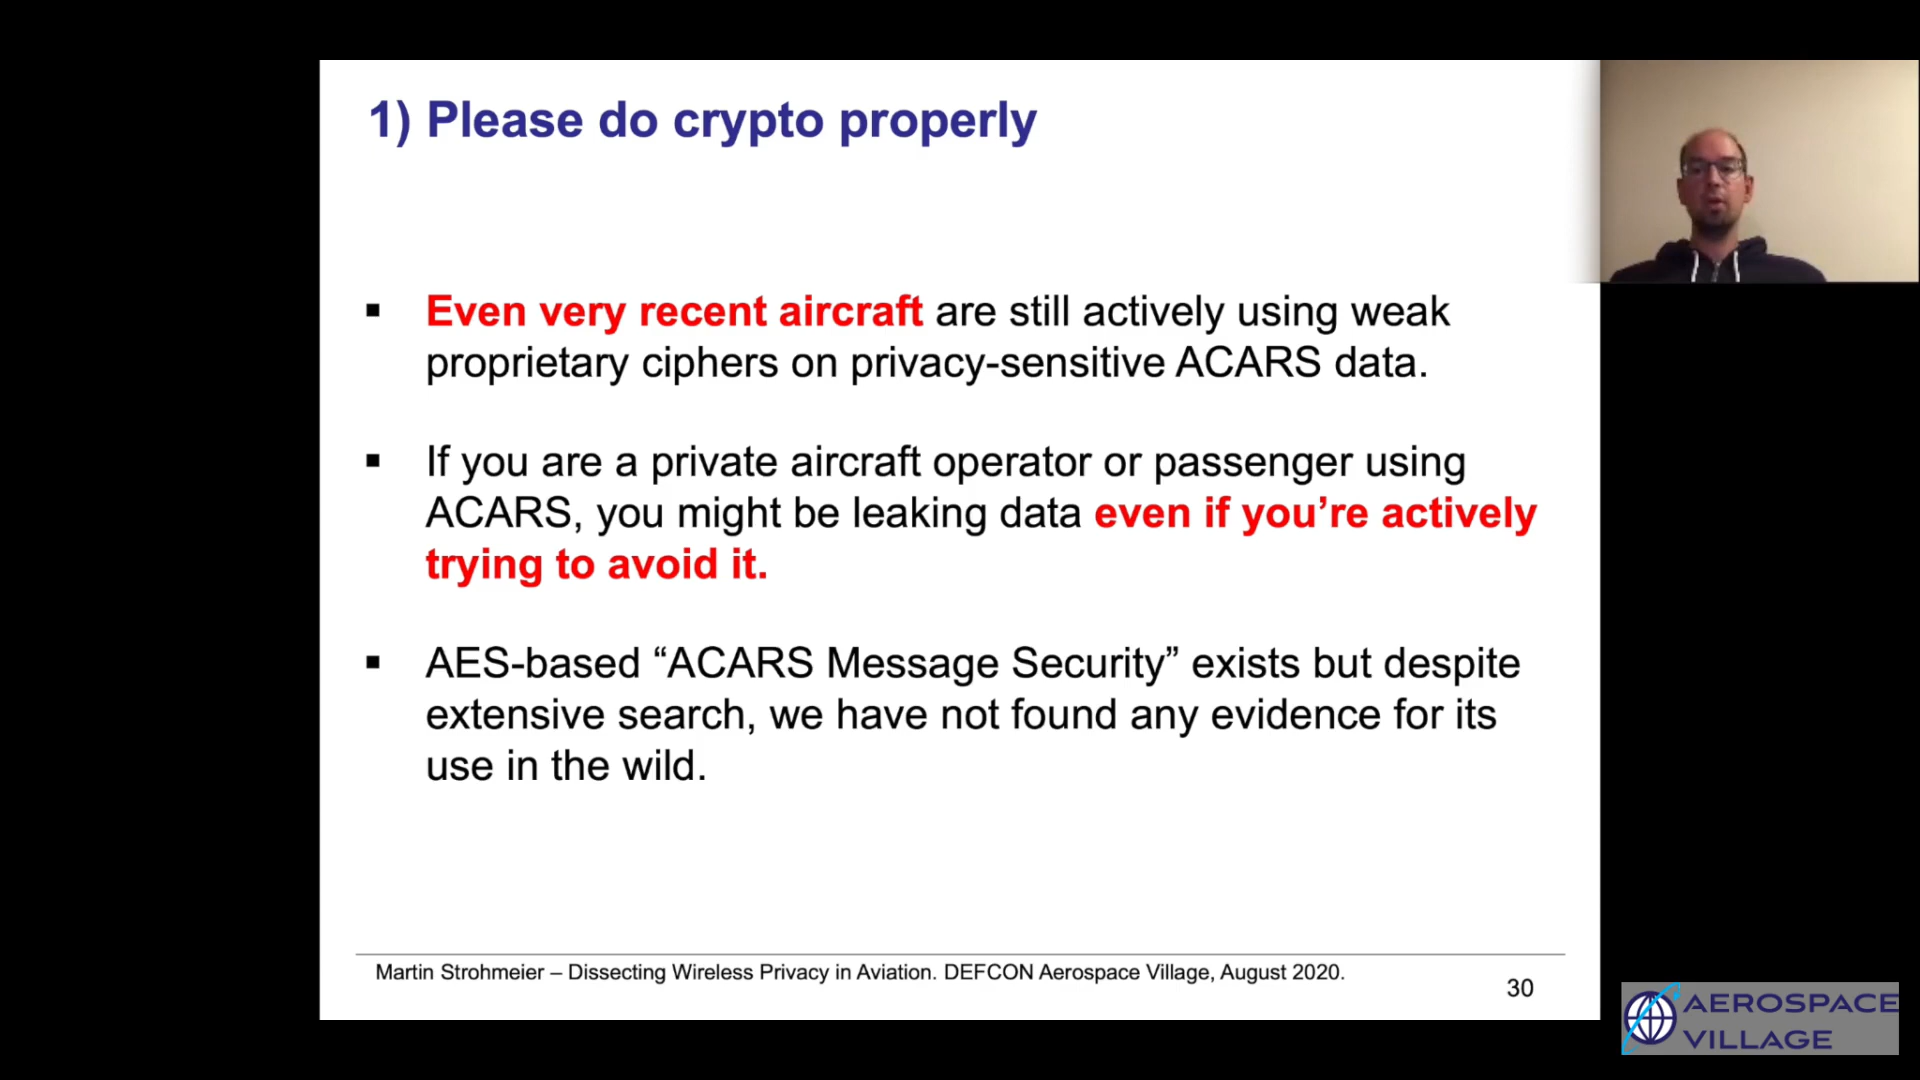 1) Please do crypto properly
▪ Even very recent aircraft are still actively using weak
proprietary ciphers on privacy-sensitive ACARS data.
▪ If you are a private aircraft operator or passenger using
ACARS, you might be leaking data even if you’re actively
trying to avoid it.
▪ AES-based “ACARS Message Security” exists but despite
extensive search, we have not found any evidence for its
use in the wild.
Martin Strohmeier – Dissecting Wireless Privacy in Aviation. DEFCON Aerospace Village, August 2020.
30
AEROSPACE
VILLAGE